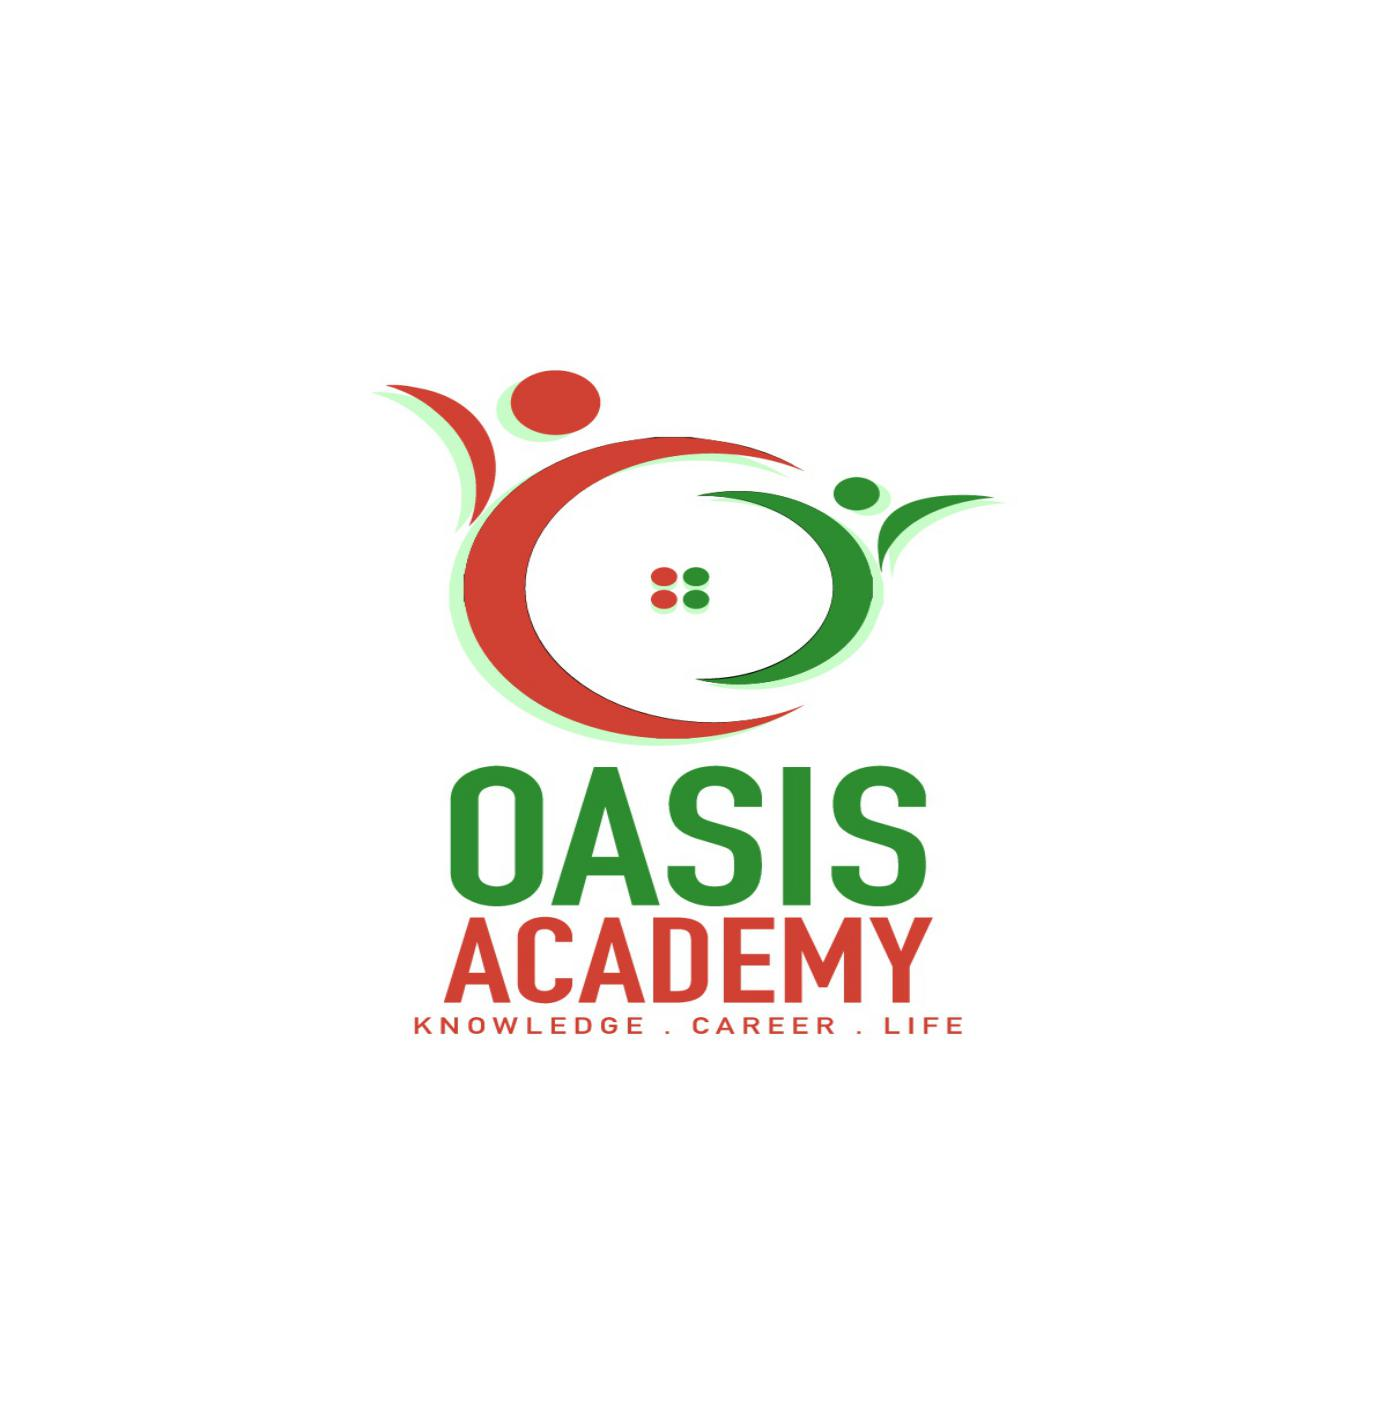 OASIS
ACADEMY
KNOWLEDGE . CAREER . LIFE